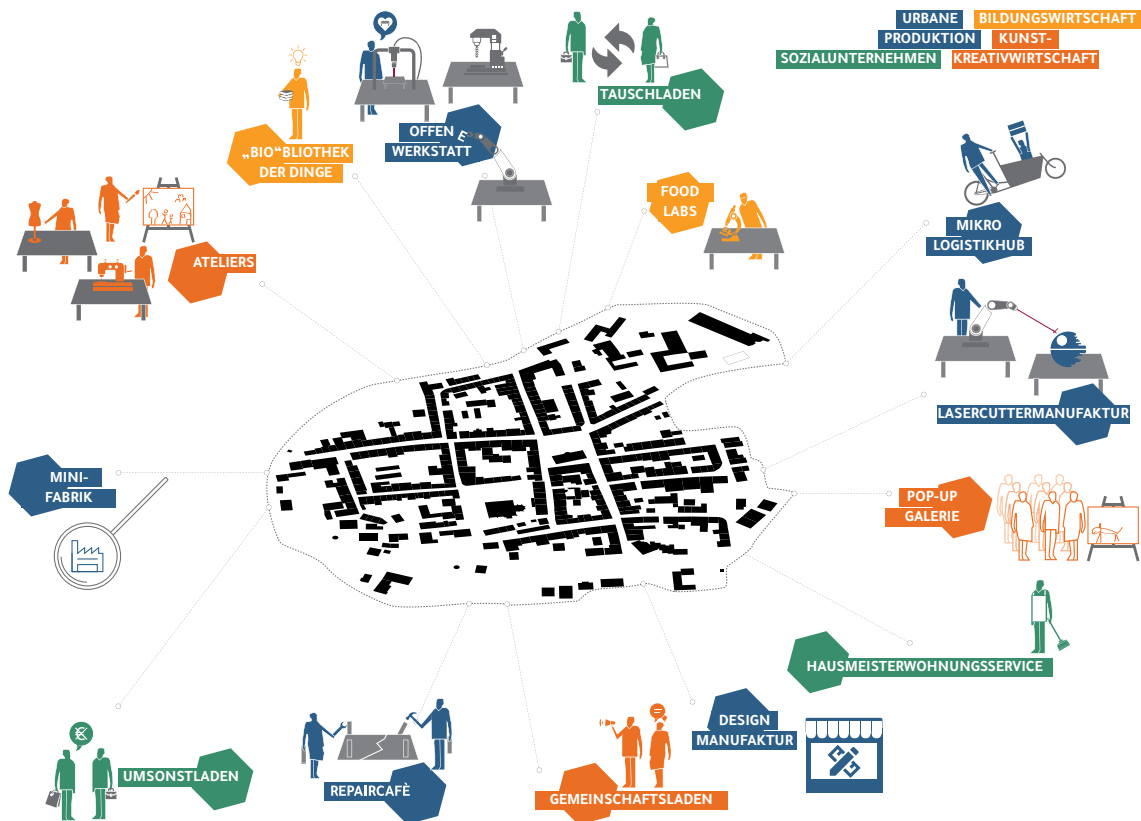 URBANE BILDUNGSWIRTSCHAFT
PRODUKTION KUNST-
SOZIALUNTERNEHMEN KREATIVWIRTSCHAFT
TAUSCHLADEN
OFFENE
WERKSTATT
„BIO“BLIOTHEK
DER DINGE
FOOD
LABS
MIKRO
LOGISTIKHUB
ATELIERS
LASERCUTTERMANUFAKTUR
MINI-
FABRIK
POP-UP
GALERIE
HAUSMEISTERWOHNUNGSSERVICE
DESIGN
MANUFAKTUR
UMSONSTLADEN
REPAIRCAFÈ
GEMEINSCHAFTSLADEN